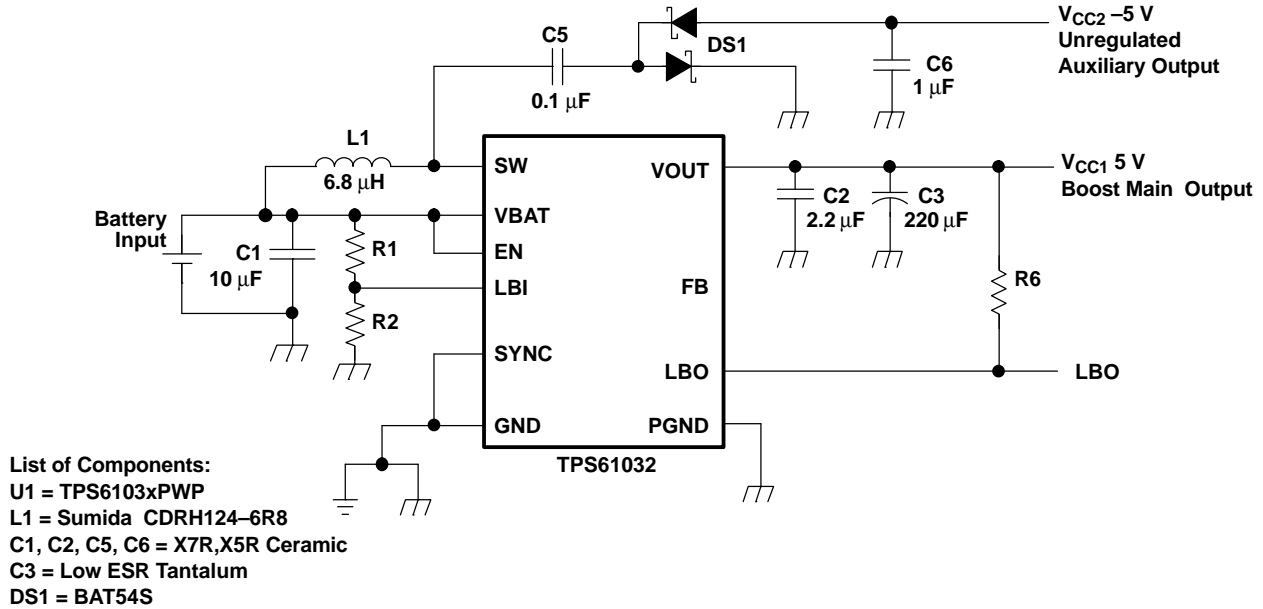 V_CC2 –5 V
Unregulated
Auxiliary Output
C5
0.1 μF
DS1
C6
1 μF
L1
6.8 μH
SW
VOUT
V_CC1 5 V
Boost Main Output
C2
2.2 μF
C3
220 μF
Battery
Input
C1
10 μF
R1
VBAT
EN
LBI
FB
R6
R2
SYNC
LBO
LBO
GND
PGND
TPS61032
List of Components:
U1 = TPS6103xPWP
L1 = Sumida CDRH124–6R8
C1, C2, C5, C6 = X7R,X5R Ceramic
C3 = Low ESR Tantalum
DS1 = BAT54S